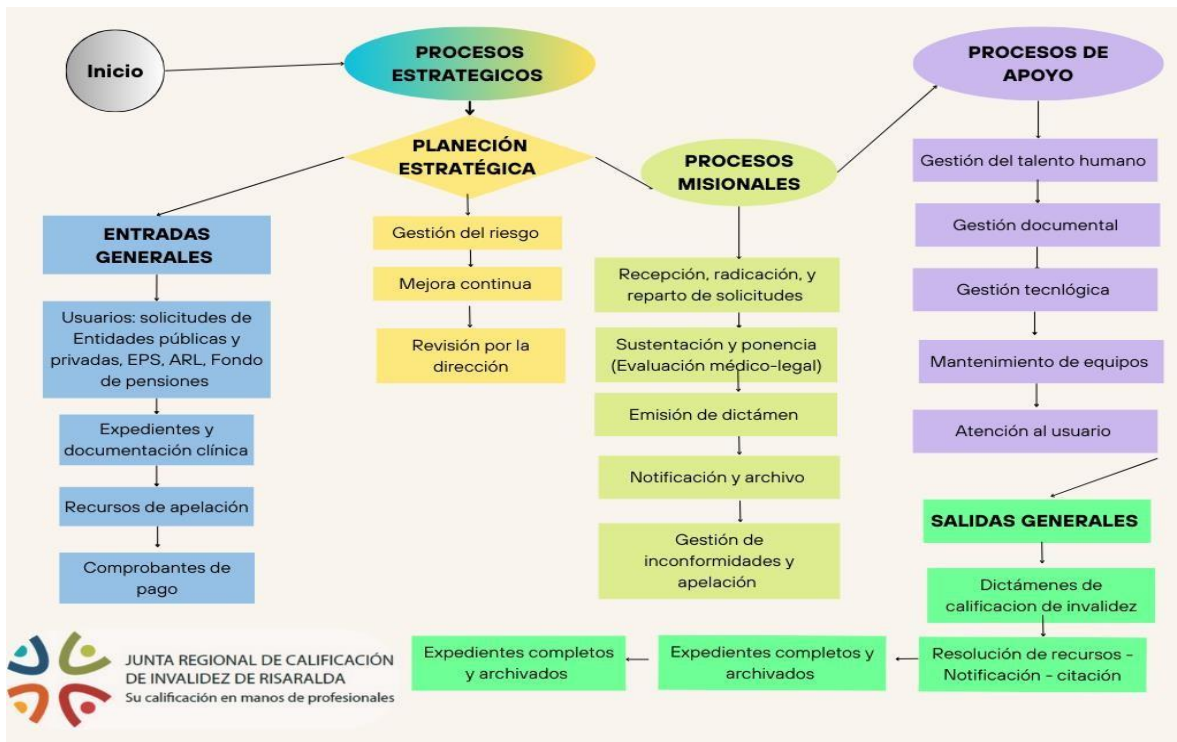 Inicio
PROCESOS
ESTRATEGICOS
PLANECIÓN
ESTRATÉGICA
Gestión del riesgo
Mejora continua
Revisión por la
dirección
ENTRADAS
GENERALES
Usuarios: solicitudes de
Entidades públicas y
privadas, EPS, ARL, Fondo
de pensiones
Expedientes y
documentación clínica
Recursos de apelación
Comprobantes de
pago
PROCESOS
MISIONALES
Recepción, radicación, y
reparto de solicitudes
Sustentación y ponencia
(Evaluación médico-legal)
Emisión de dictámen
Notificación y archivo
Gestión de
inconformidades y
apelación
PROCESOS DE
APOYO
Gestión del talento humano
Gestión documental
Gestión tecnlógica
Mantenimiento de equipos
Atención al usuario
SALIDAS GENERALES
Dictámenes de
calificacion de invalidez
Resolución de recursos -
Notificación - citación
Expedientes completos y
archivados
Expedientes completos
y archivados
JUNTA REGIONAL DE CALIFICACIÓN
DE INVALIDEZ DE RISARALDA
Su calificación en manos de profesionales